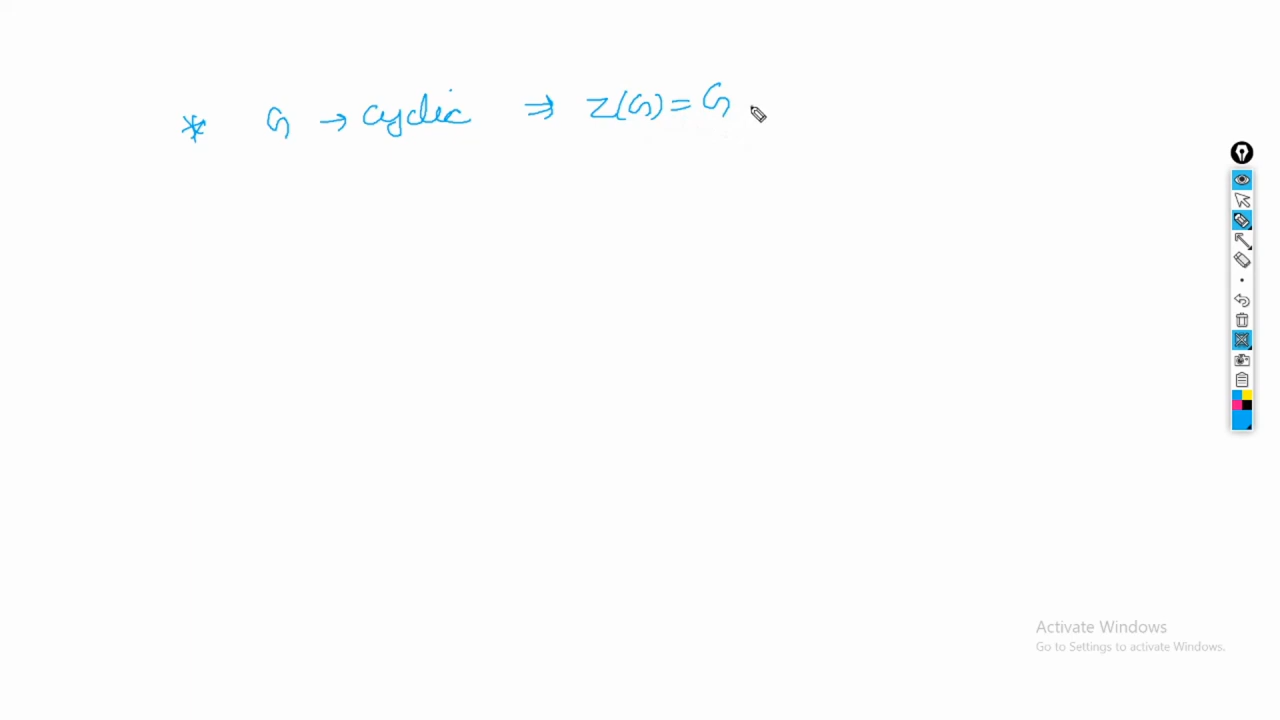 * G → cyclic ⇒ Z(G) = G
Activate Windows
Go to Settings to activate Windows.